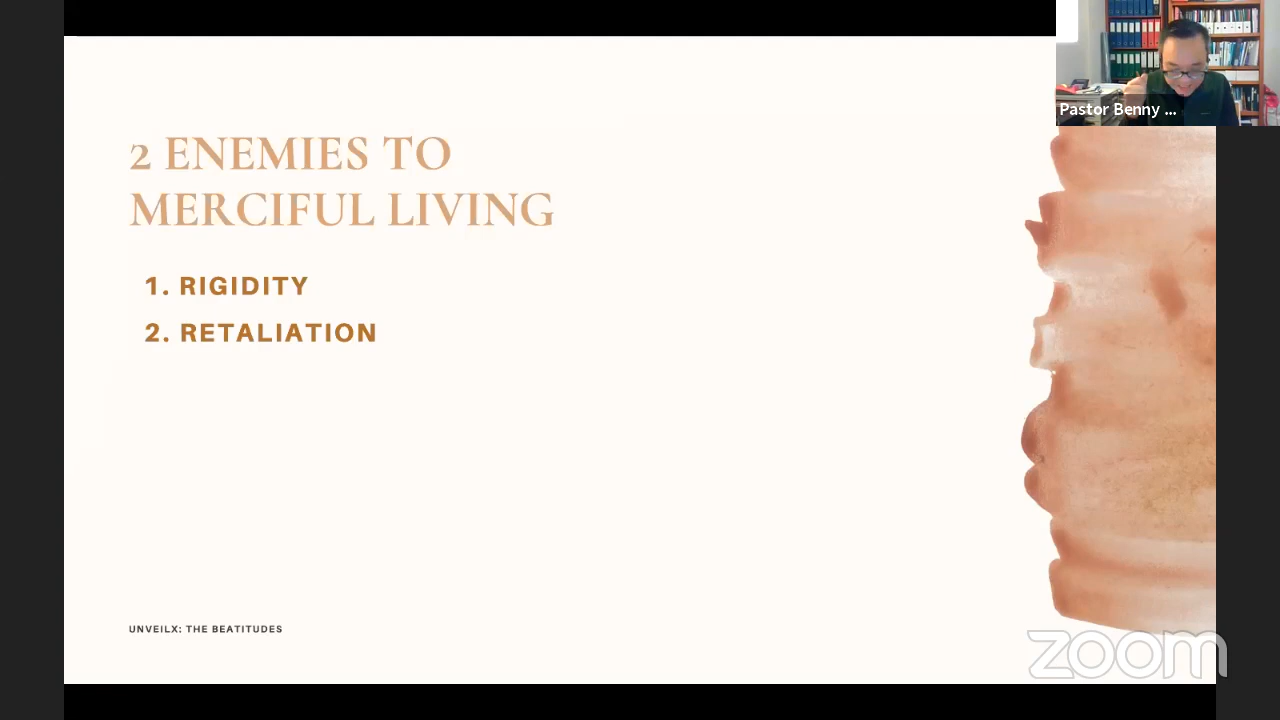 Pastor Benny ...
2 ENEMIES TO
MERCIFUL LIVING
1. RIGIDITY
2. RETALIATION
UNVEILX: THE BEATITUDES
zoom